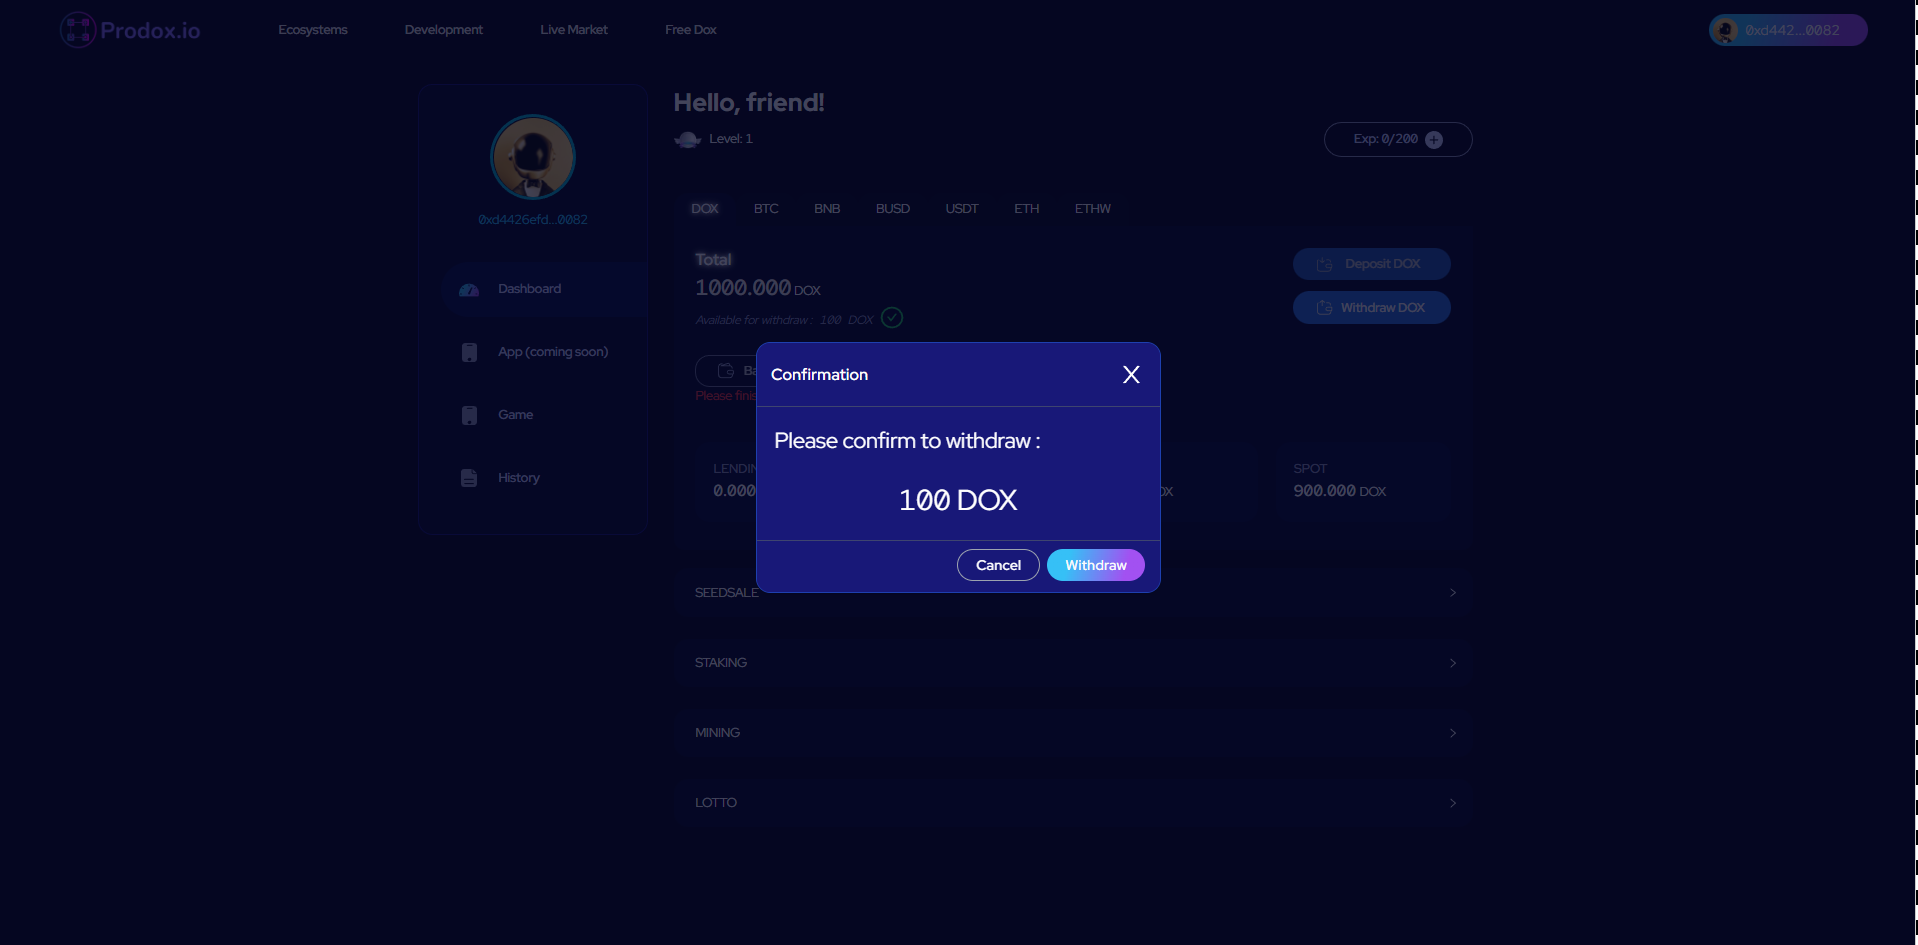 Prodox.io Ecosystems Development Live Market Free Dox 0xd442...0082
Hello, friend!
Level: 1
Exp: 0/200
0xd4426efd...0082
Dashboard
App (coming soon)
Game
History
DOX BTC BNB BUSD USDT ETH ETHW
Total
1000.000 DOX
Available for withdraw : 100 DOX
Deposit DOX
Withdraw DOX
Please
Confirmation X
Please confirm to withdraw :
100 DOX
Cancel Withdraw
0.000
SPOT
900.000 DOX
SEEDSALE
STAKING
MINING
LOTTO